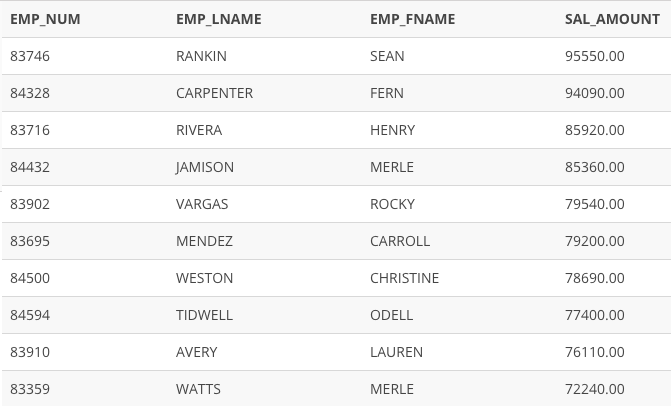 EMP_NUM EMP_LNAME EMP_FNAME SAL_AMOUNT
83746 RANKIN SEAN 95550.00
84328 CARPENTER FERN 94090.00
83716 RIVERA HENRY 85920.00
84432 JAMISON MERLE 85360.00
83902 VARGAS ROCKY 79540.00
83695 MENDEZ CARROLL 79200.00
84500 WESTON CHRISTINE 78690.00
84594 TIDWELL ODELL 77400.00
83910 AVERY LAUREN 76110.00
83359 WATTS MERLE 72240.00